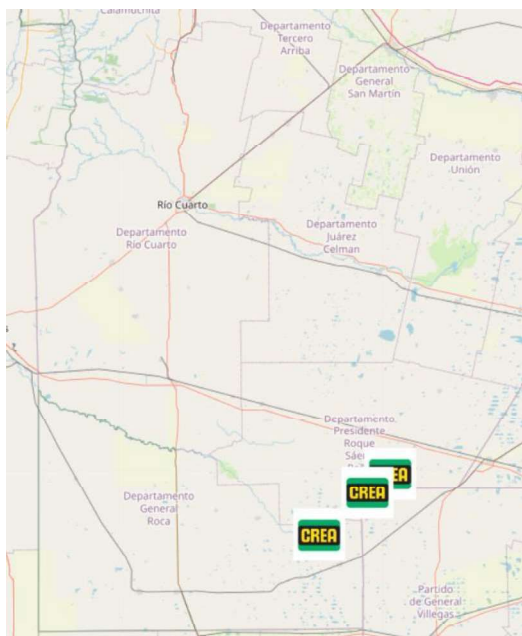 Calamuchita
Departamento
Tercero
Arriba
Departamento
General
San Martín
Departamento
Unión
Río Cuarto
Departamento
Río Cuarto
Departamento
Juárez
Celman
Departamento
Presidente
Roque
CREA
CREA
Departamento
General
Roca
Partido
de General
Villegas